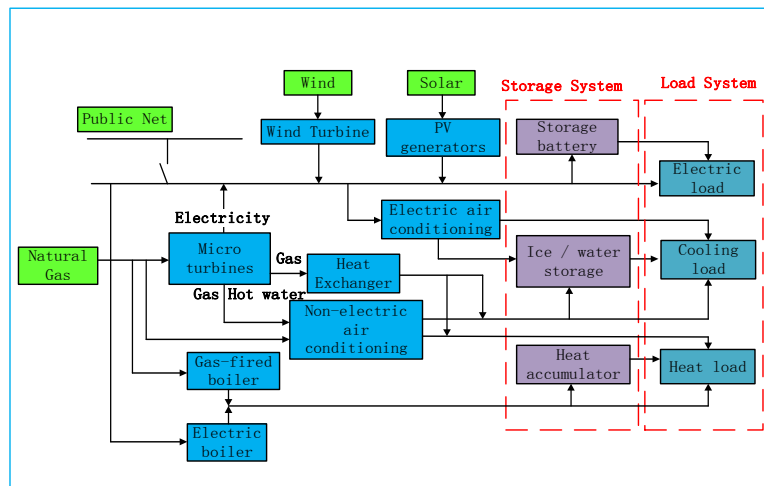 Wind
Solar
Storage System
Load System
Public Net
Wind Turbine
PV
generators
Storage
battery
Electric
load
Electricity
Electric air
conditioning
Natural
Gas
Micro
turbines
Gas
Heat
Exchanger
Ice / water
storage
Cooling
load
Gas Hot water
Non-electric
air
conditioning
Gas-fired
boiler
Heat
accumulator
Heat load
Electric
boiler